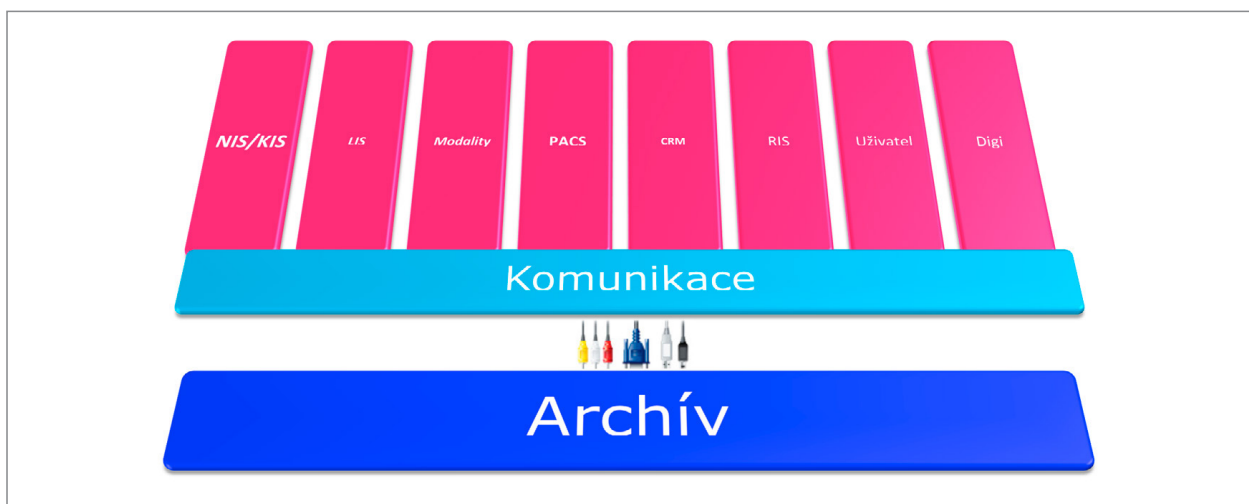 NIS/KIS
LIS
Modality
PACS
CRM
RIS
Uživatel
Digi
Komunikace
Archív